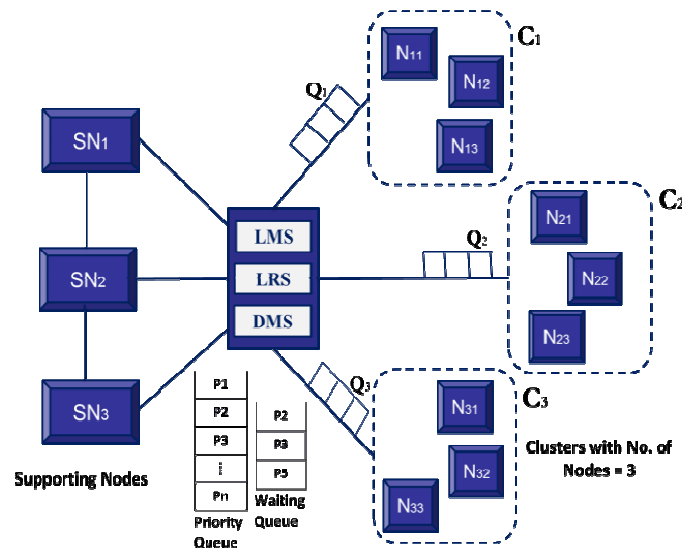 SN1
SN2
SN3
Supporting Nodes
LMS
LRS
DMS
Q1
Q2
Q3
C1
N11
N12
N13
C2
N21
N22
N23
C3
N31
N32
N33
Clusters with No. of
Nodes = 3
P1
P2
P3
⁞
Pn
Priority
Queue
P2
P3
P5
Waiting
Queue